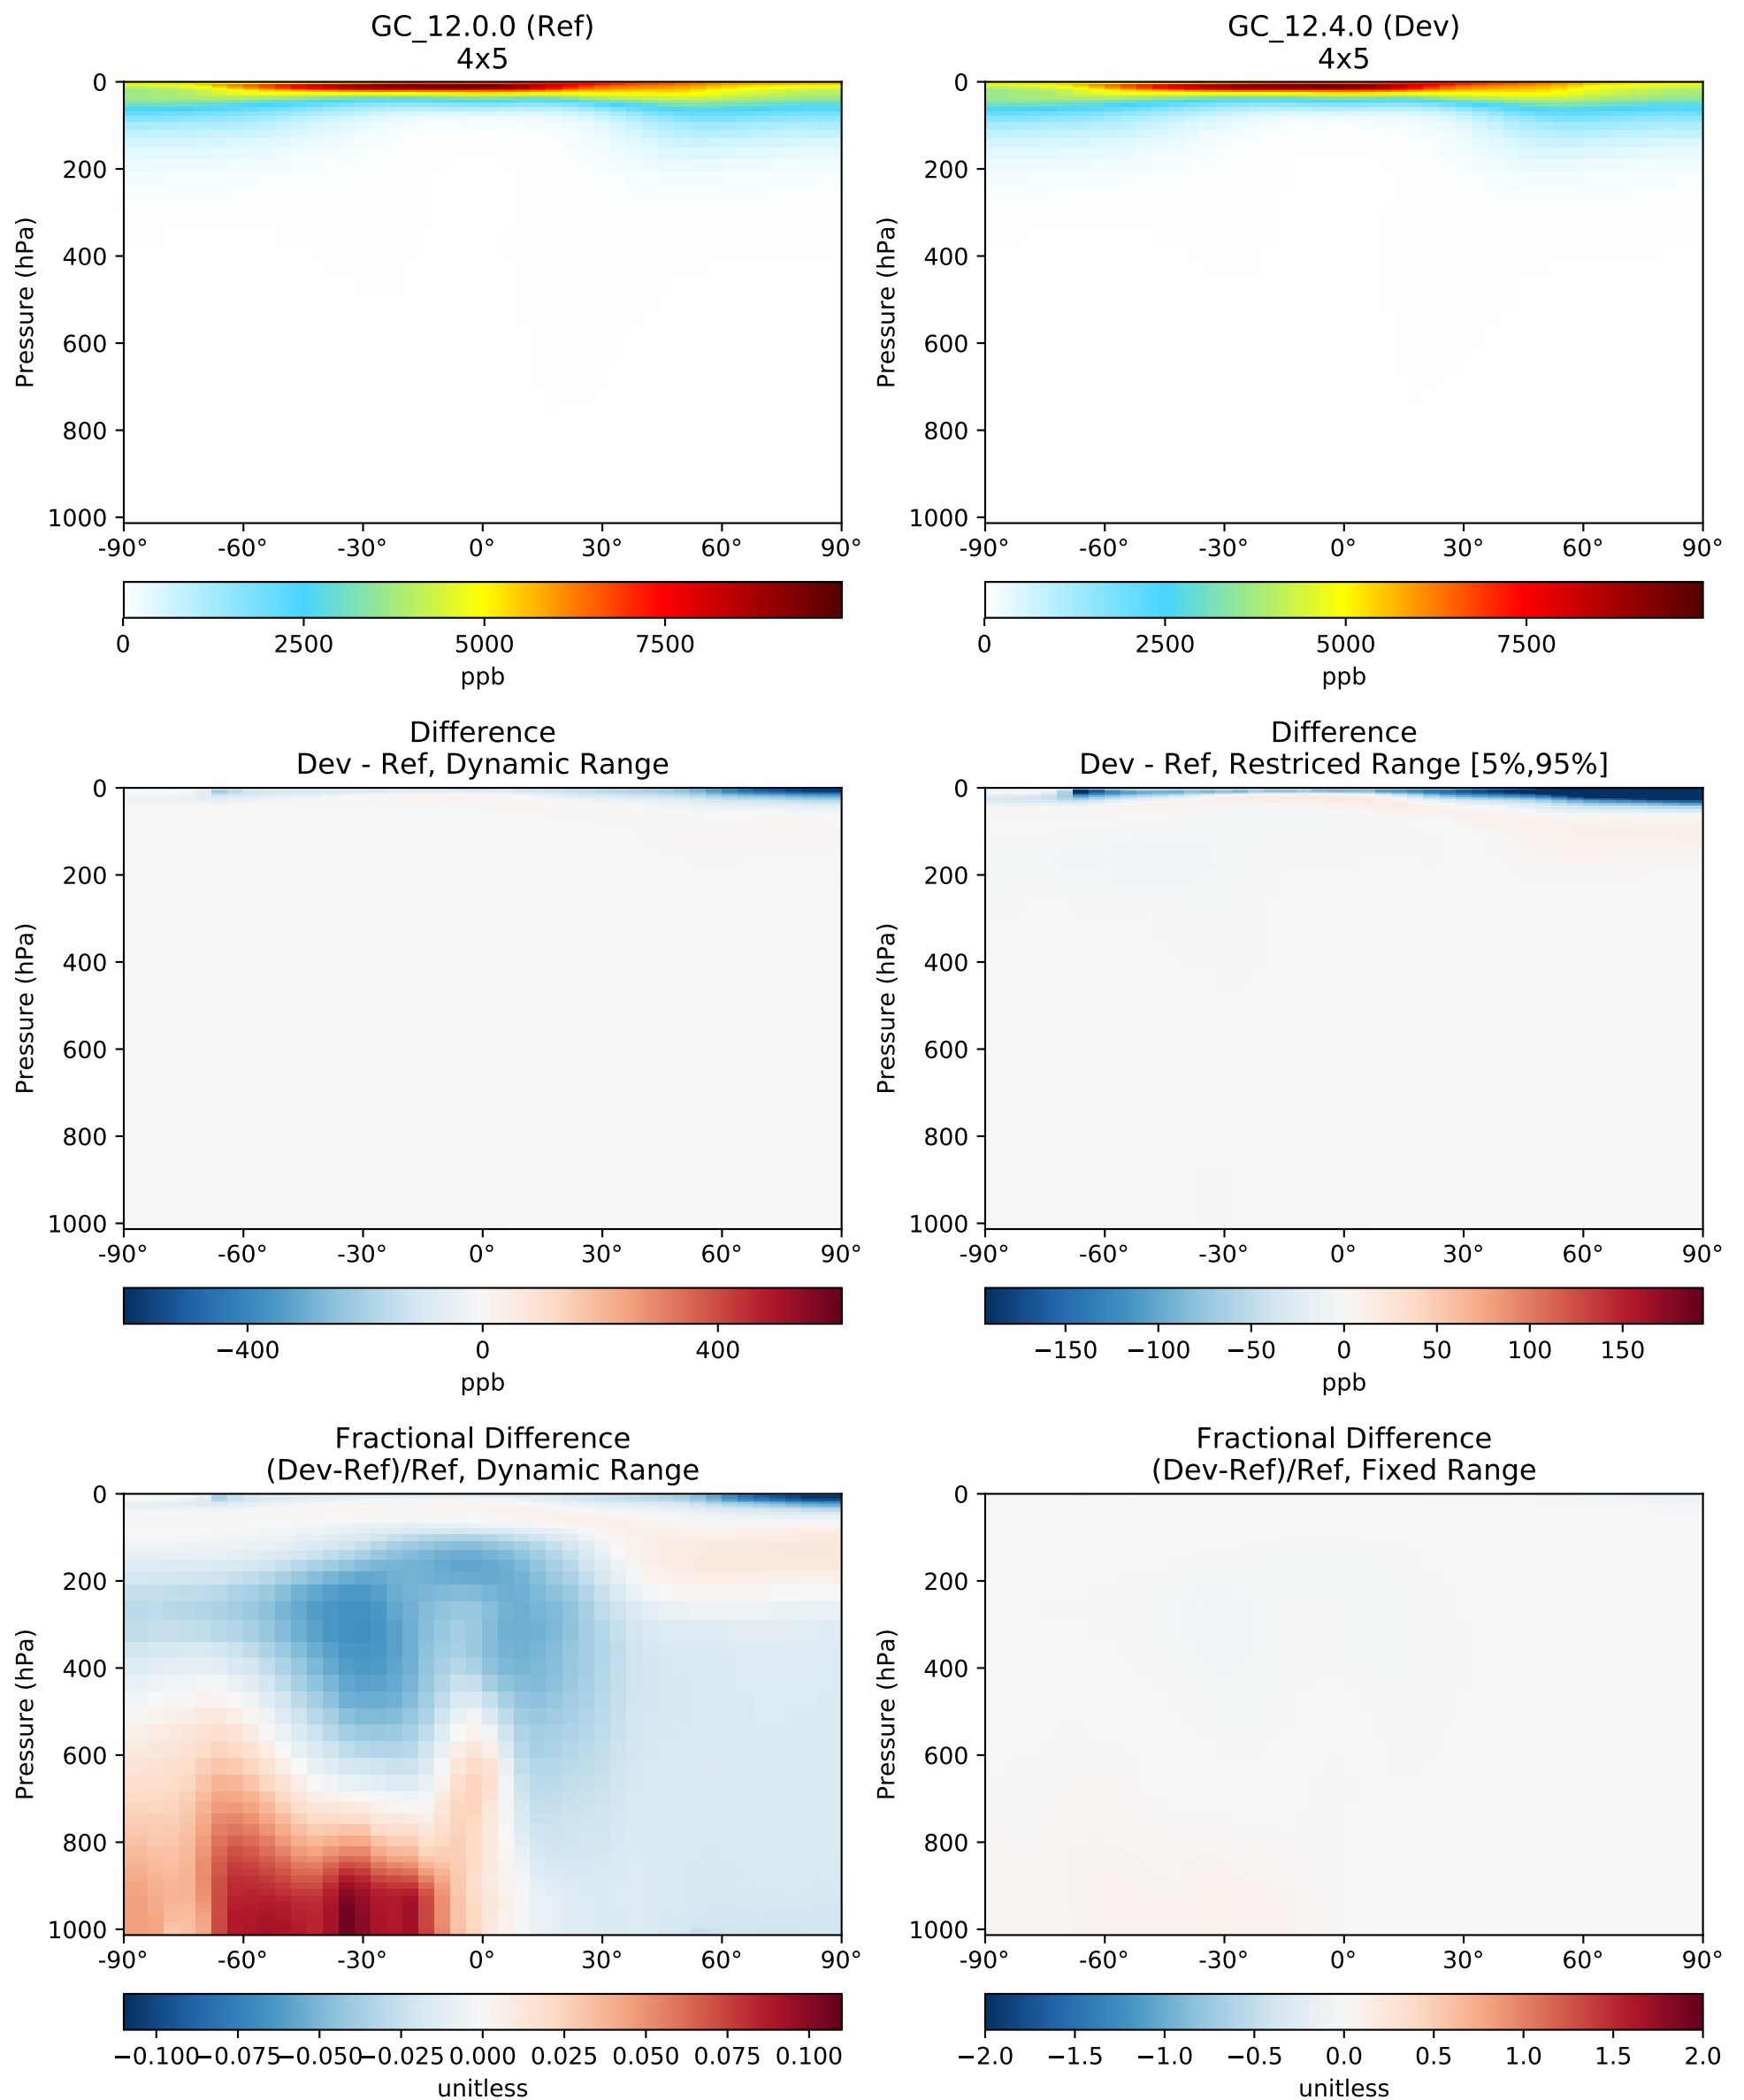 GC_12.0.0 (Ref)
4x5
0
200
400
600
800
1000
Pressure (hPa)
-90° -60° -30° 0° 30° 60° 90°
0 2500 5000 7500
ppb
GC_12.4.0 (Dev)
4x5
0
200
400
600
800
1000
Pressure (hPa)
-90° -60° -30° 0° 30° 60° 90°
0 2500 5000 7500
ppb
Difference
Dev - Ref, Dynamic Range
0
200
400
600
800
1000
Pressure (hPa)
-90° -60° -30° 0° 30° 60° 90°
−400 0 400
ppb
Difference
Dev - Ref, Restriced Range [5%,95%]
0
200
400
600
800
1000
Pressure (hPa)
-90° -60° -30° 0° 30° 60° 90°
−150 −100 −50 0 50 100 150
ppb
Fractional Difference
(Dev-Ref)/Ref, Dynamic Range
0
200
400
600
800
1000
Pressure (hPa)
-90° -60° -30° 0° 30° 60° 90°
−0.100 −0.075 −0.050 −0.025 0.000 0.025 0.050 0.075 0.100
unitless
Fractional Difference
(Dev-Ref)/Ref, Fixed Range
0
200
400
600
800
1000
Pressure (hPa)
-90° -60° -30° 0° 30° 60° 90°
−2.0 −1.5 −1.0 −0.5 0.0 0.5 1.0 1.5 2.0
unitless